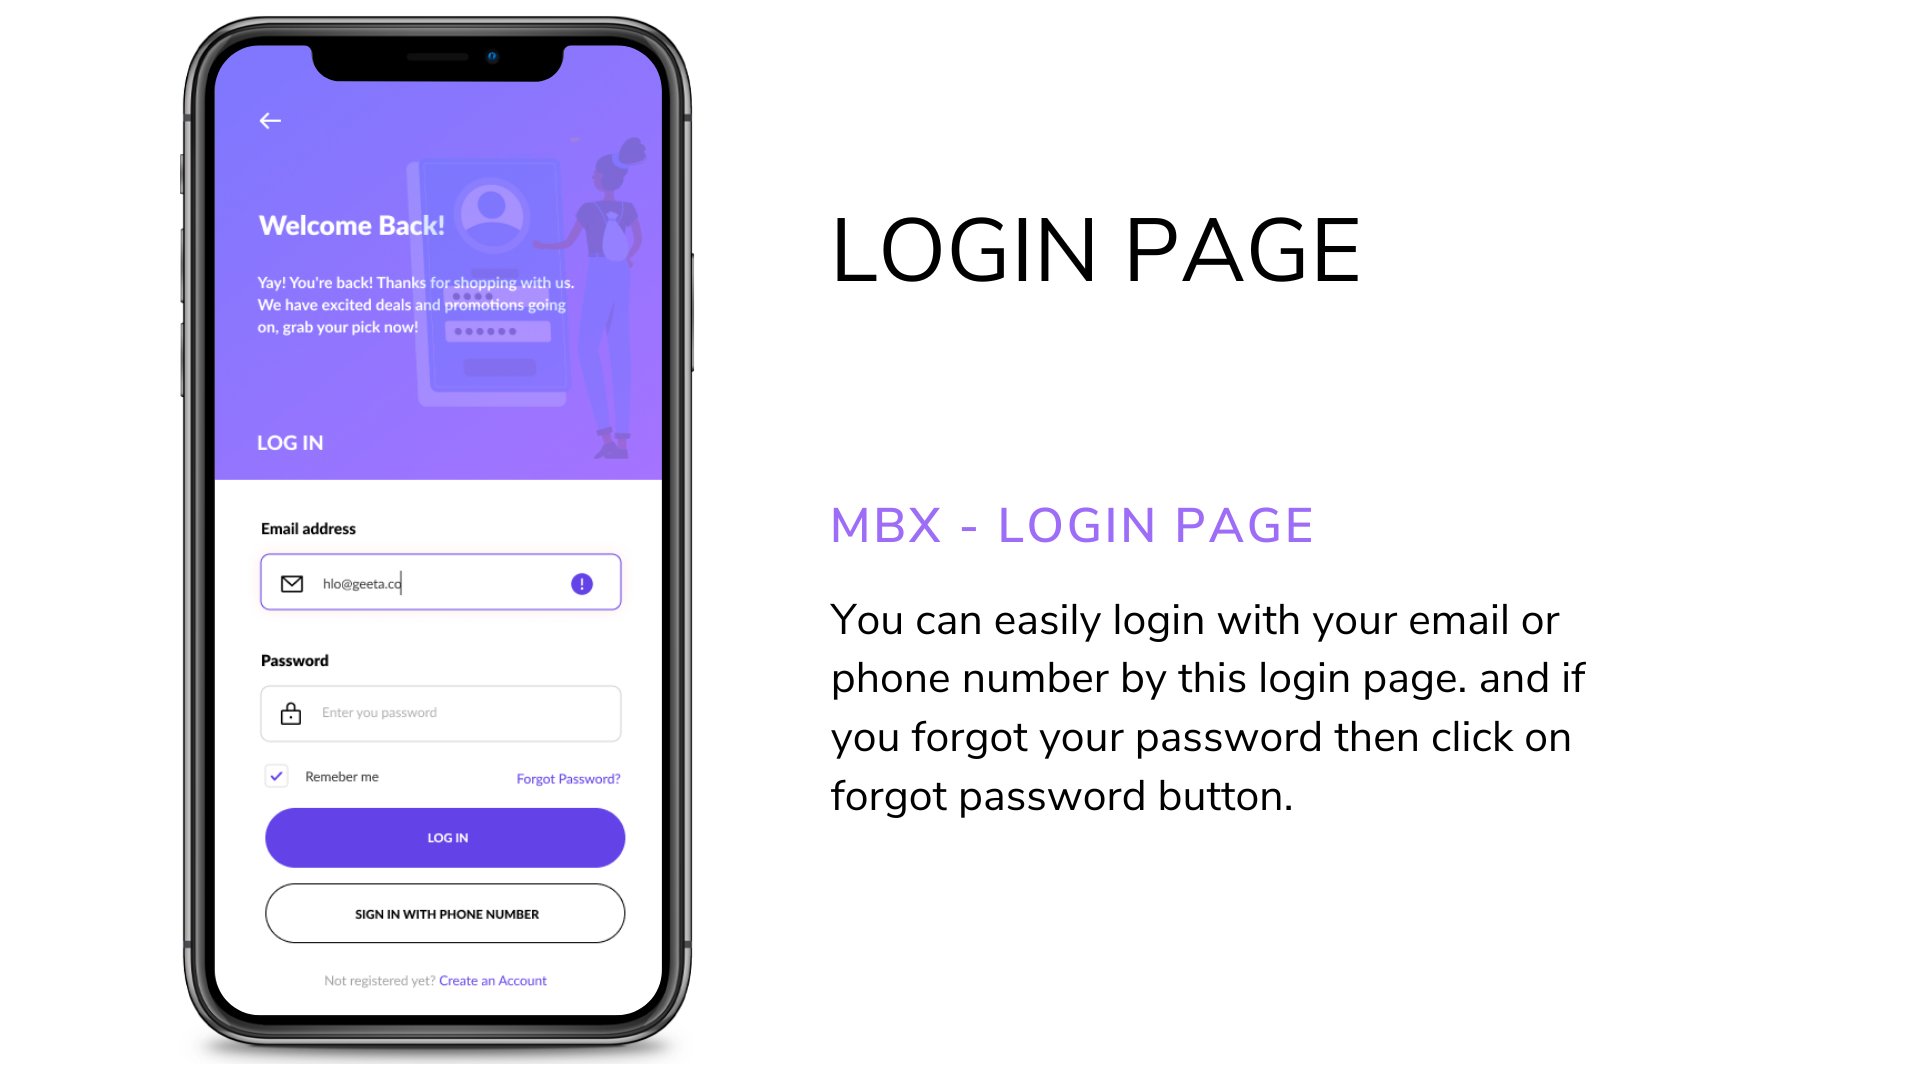 Welcome Back!
Yay! You're back! Thanks for shopping with us.
We have excited deals and promotions going
on, grab your pick now!
LOG IN
Email address
hlo@geeta.co
Password
Enter you password
Remeber me
Forgot Password?
LOG IN
SIGN IN WITH PHONE NUMBER
Not registered yet? Create an Account
LOGIN PAGE
MBX - LOGIN PAGE
You can easily login with your email or
phone number by this login page. and if
you forgot your password then click on
forgot password button.